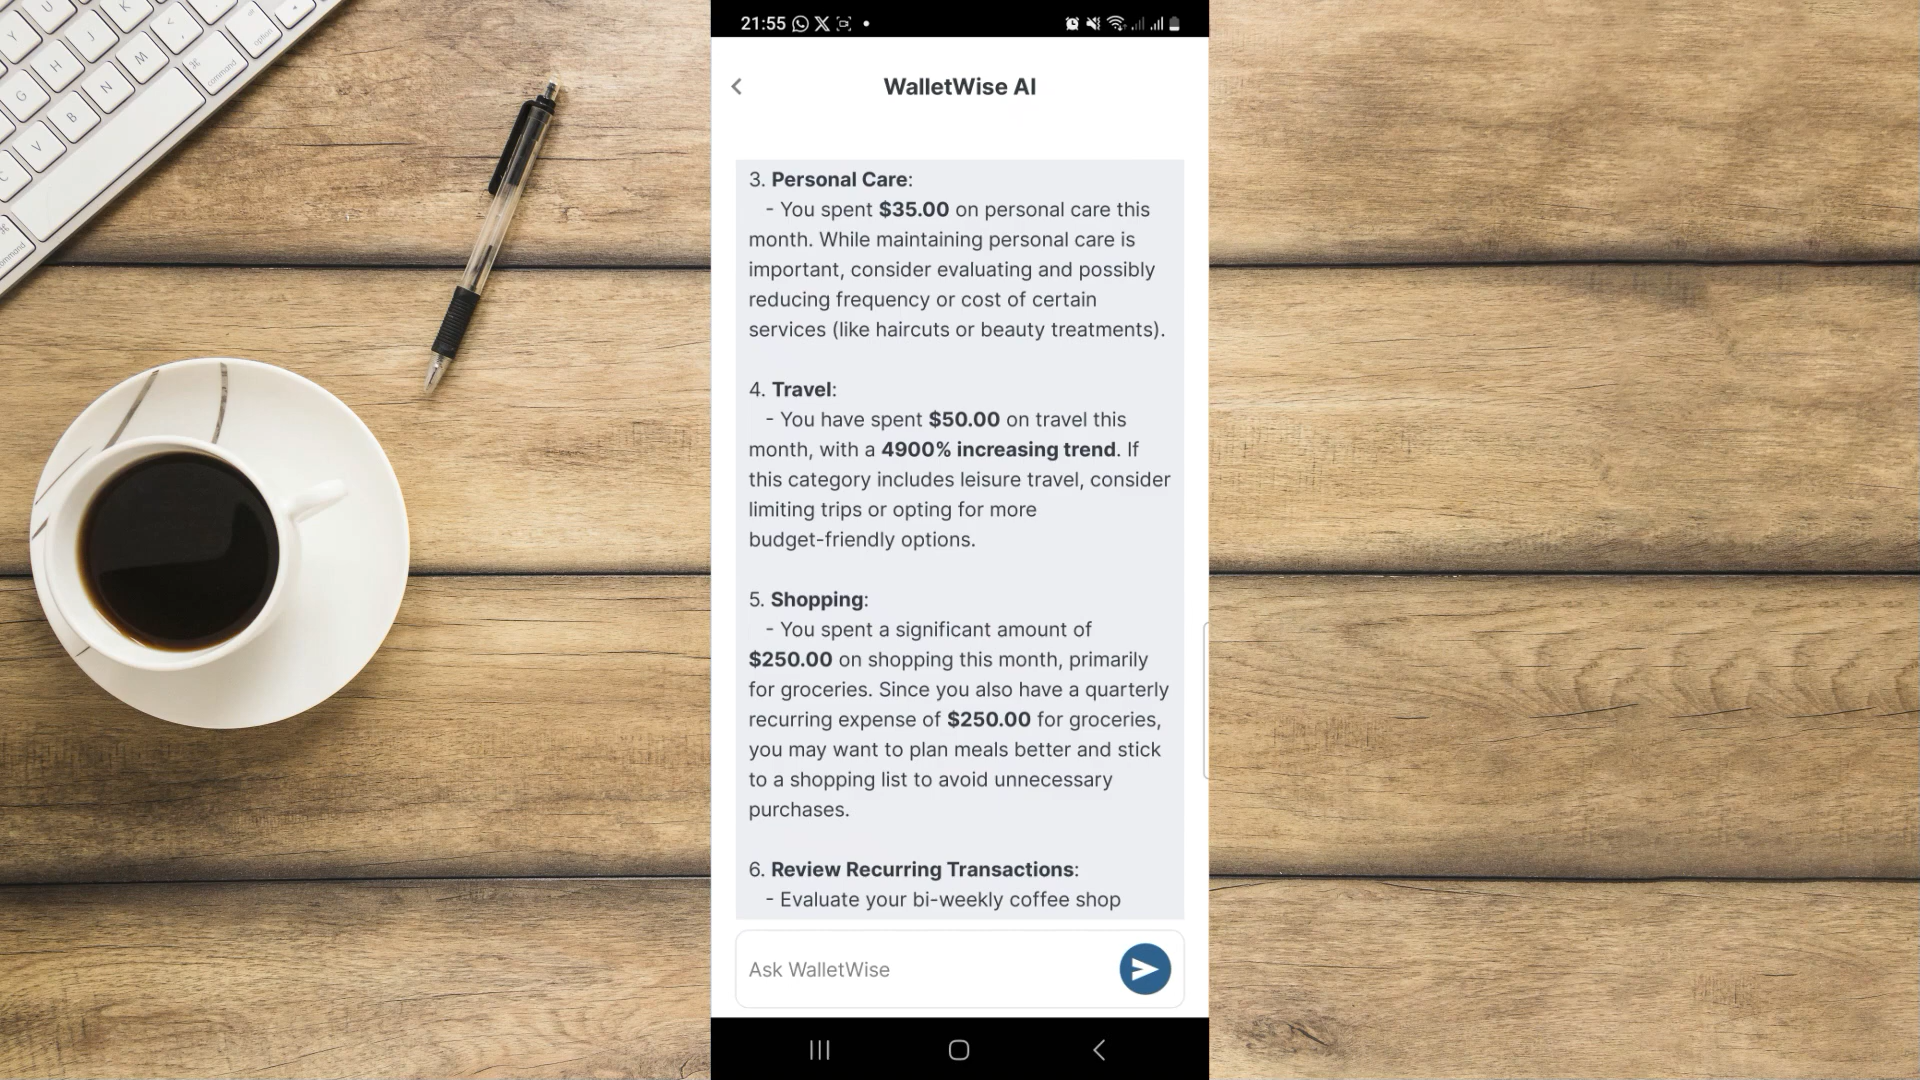 21:55
WalletWise AI
3. Personal Care:
- You spent $35.00 on personal care this
month. While maintaining personal care is
important, consider evaluating and possibly
reducing frequency or cost of certain
services (like haircuts or beauty treatments).
4. Travel:
- You have spent $50.00 on travel this
month, with a 4900% increasing trend. If
this category includes leisure travel, consider
limiting trips or opting for more
budget-friendly options.
5. Shopping:
- You spent a significant amount of
$250.00 on shopping this month, primarily
for groceries. Since you also have a quarterly
recurring expense of $250.00 for groceries,
you may want to plan meals better and stick
to a shopping list to avoid unnecessary
purchases.
6. Review Recurring Transactions:
- Evaluate your bi-weekly coffee shop
Ask WalletWise
Y U
H J K
G B N M
V
C
command
option
command